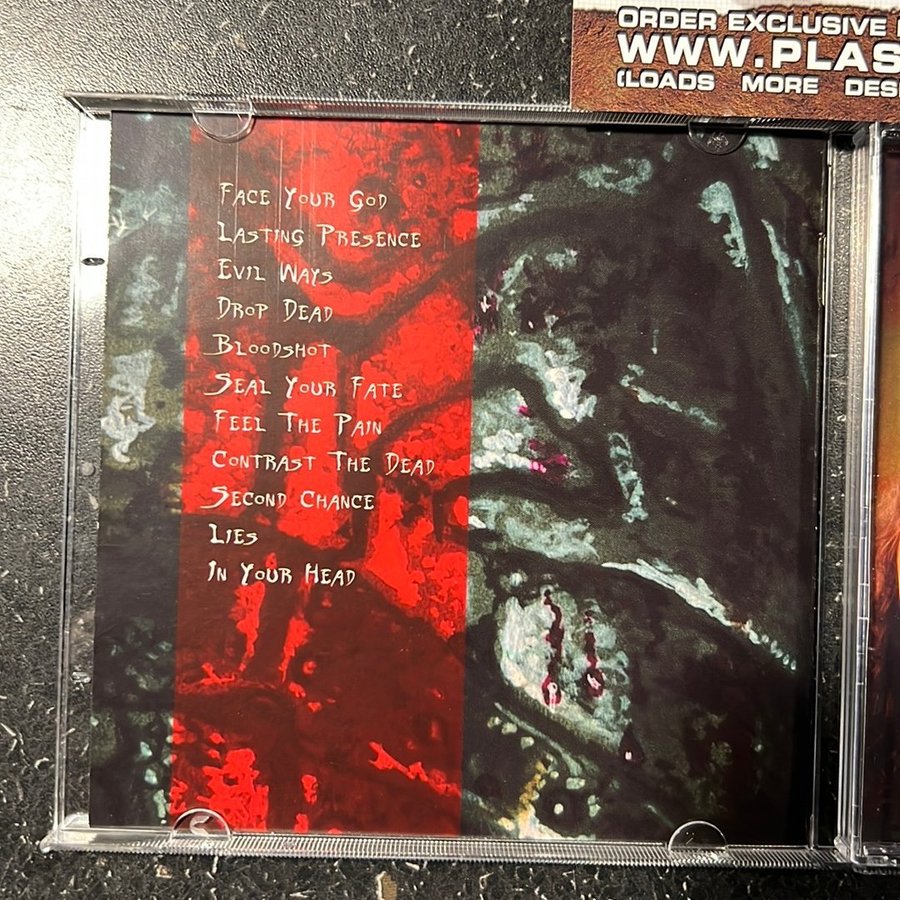 ORDER EXCLUSIVE
WWW.PLAS
(LOADS MORE DES
Face Your God
Lasting Presence
Evil Ways
Drop Dead
Bloodshot
Seal Your Fate
Feel The Pain
Contrast The Dead
Second Chance
Lies
In Your Head